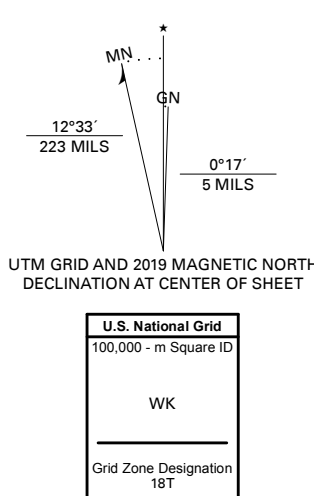 ★
MN
GN
12°33´
223 MILS
0°17´
5 MILS
UTM GRID AND 2019 MAGNETIC NORTH
DECLINATION AT CENTER OF SHEET
U.S. National Grid
100,000 - m Square ID
WK
Grid Zone Designation
18T